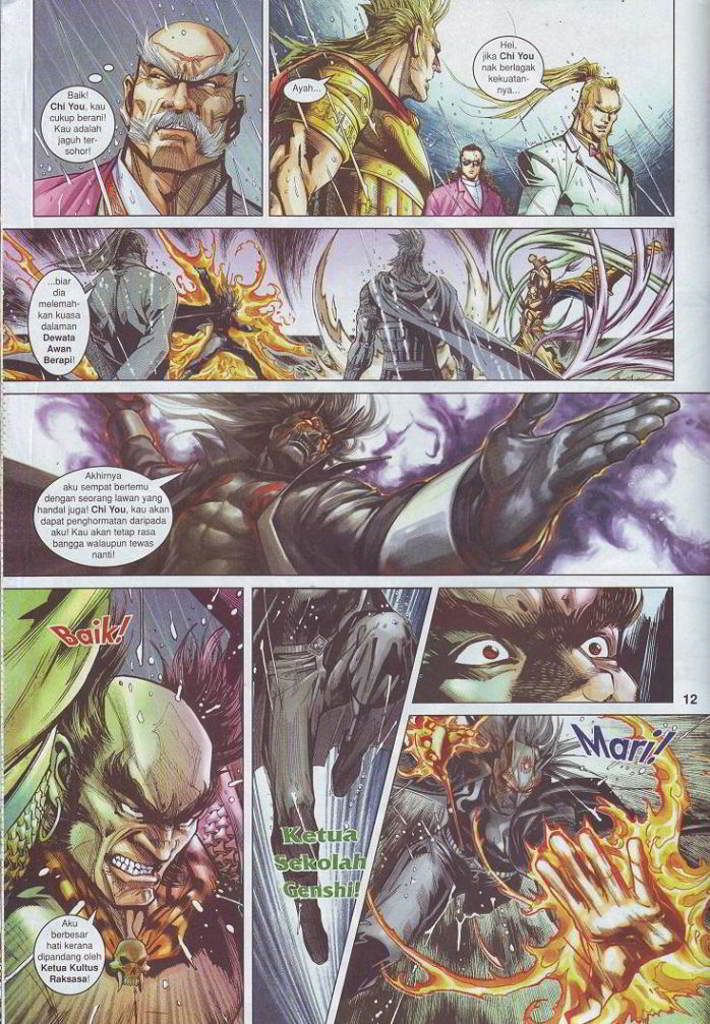 Baik!
Chi You, kau
cukup berani!
Kau adalah
jaguh ter-
sohor!
Ayah...
Hei,
jika Chi You
nak berlagak
kekuatan-
nya...
...biar
dia
melemah-
kan kuasa
dalaman
Dewata
Awan
Berapi!
Akhirnya
aku sempat bertemu
dengan seorang lawan yang
handal juga! Chi You, kau akan
dapat penghormatan daripada
aku! Kau akan tetap rasa
bangga walaupun tewas
nanti!
Baik!
Aku
berbesar
hati kerana
dipandang oleh
Ketua Kultus
Raksasa!
Ketua
Sekolah
Genshi!
12
Mari!